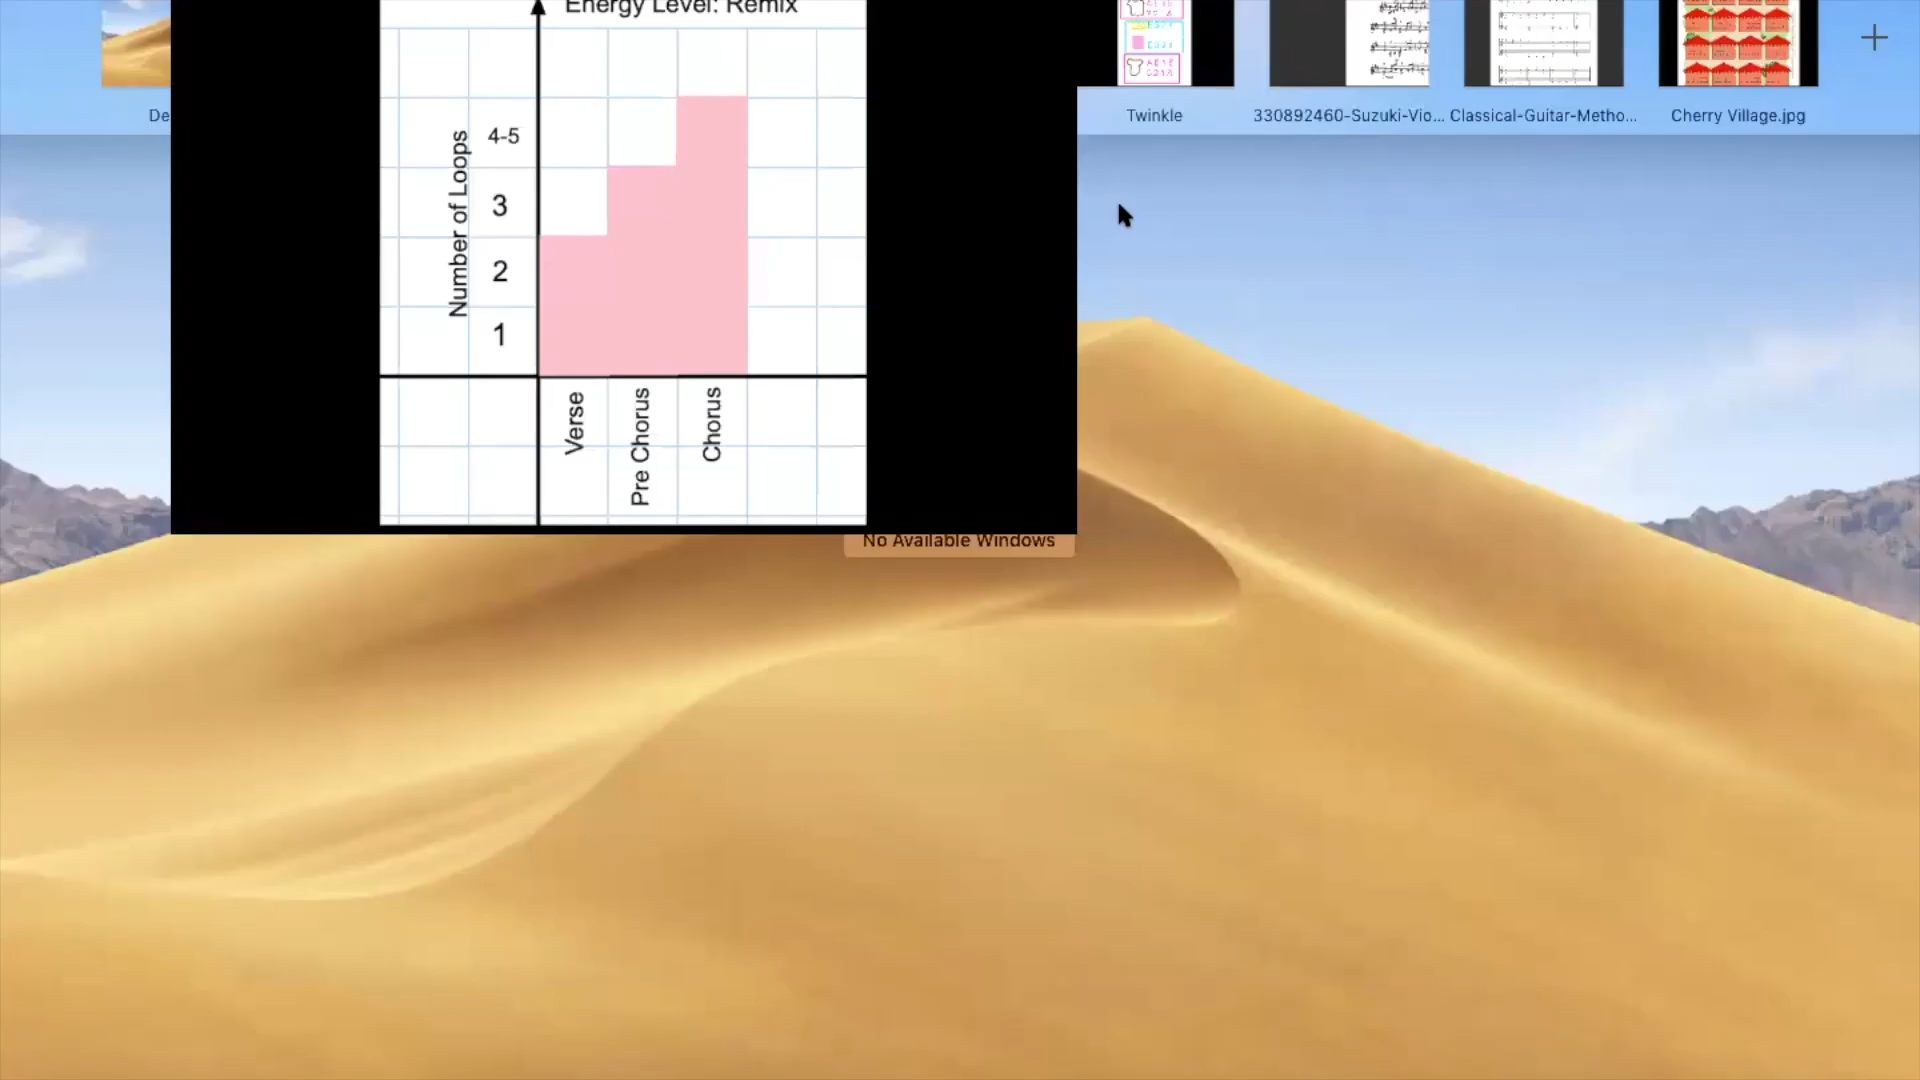 Energy Level: Remix
Number of Loops
4-5
3
2
1
Verse
Pre Chorus
Chorus
De
Twinkle
330892460-Suzuki-Vio...
Classical-Guitar-Metho...
Cherry Village.jpg
No Available Windows